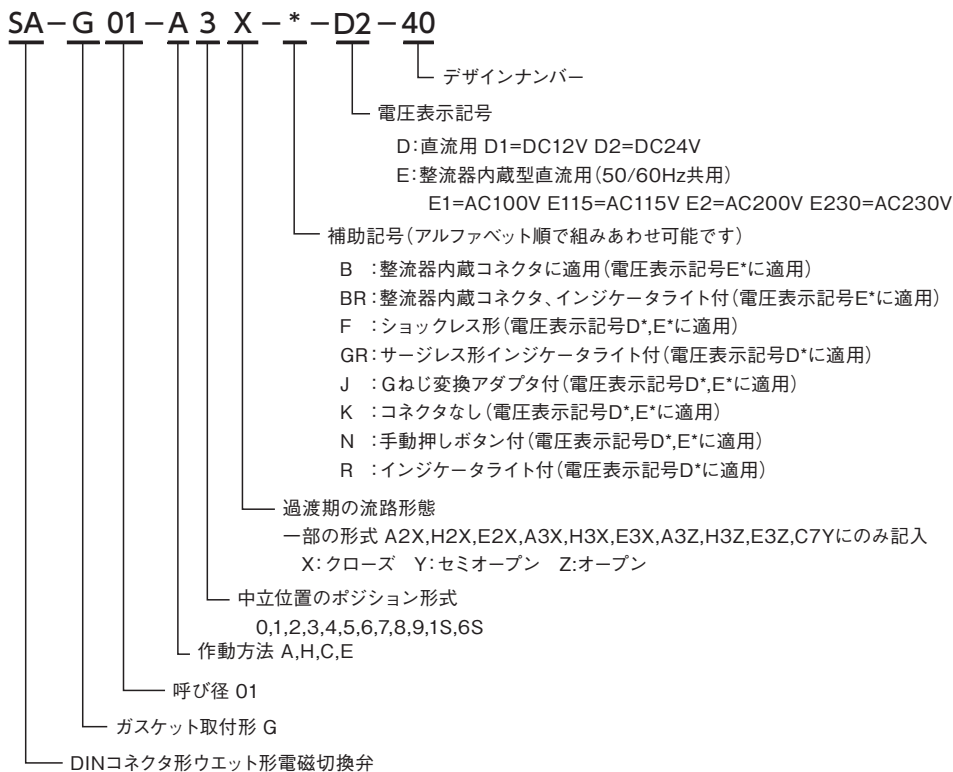 SA-G 01-A 3 X-*-D2-40
デザインナンバー
電圧表示記号
D:直流用 D1=DC12V D2=DC24V
E:整流器内蔵型直流用(50/60Hz共用)
E1=AC100V E115=AC115V E2=AC200V E230=AC230V
補助記号(アルファベット順で組みあわせ可能です)
B :整流器内蔵コネクタに適用(電圧表示記号E*に適用)
BR:整流器内蔵コネクタ、インジケータライト付(電圧表示記号E*に適用)
F :ショックレス形(電圧表示記号D*,E*に適用)
GR:サージレス形インジケータライト付(電圧表示記号D*に適用)
J :Gねじ変換アダプタ付(電圧表示記号D*,E*に適用)
K :コネクタなし(電圧表示記号D*,E*に適用)
N :手動押しボタン付(電圧表示記号D*,E*に適用)
R :インジケータライト付(電圧表示記号D*に適用)
過渡期の流路形態
一部の形式 A2X,H2X,E2X,A3X,H3X,E3X,A3Z,H3Z,E3Z,C7Yにのみ記入
X:クローズ Y:セミオープン Z:オープン
中立位置のポジション形式
0,1,2,3,4,5,6,7,8,9,1S,6S
作動方法 A,H,C,E
呼び径 01
ガスケット取付形 G
DINコネクタ形ウエット形電磁切換弁